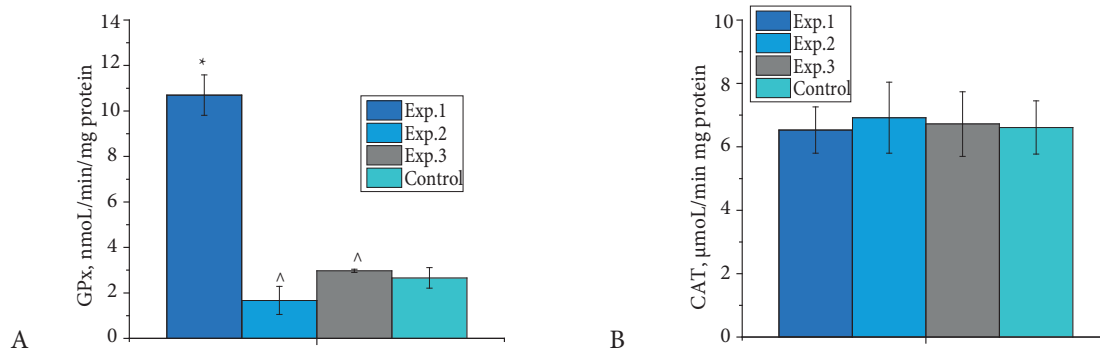 A
GPx, nmoL/min/mg protein
14
12
10
8
6
4
2
0
*
^
^
Exp.1
Exp.2
Exp.3
Control
B
CAT, μmoL/min mg protein
10
8
6
4
2
0
Exp.1
Exp.2
Exp.3
Control